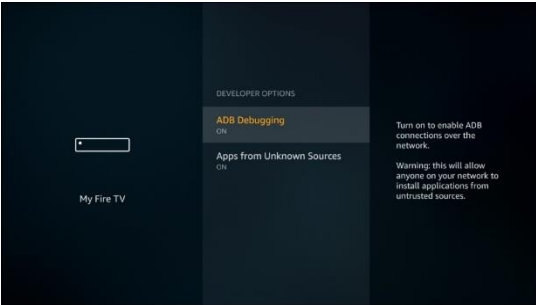 DEVELOPER OPTIONS
ADB Debugging
ON
Apps from Unknown Sources
ON
My Fire TV
Turn on to enable ADB
connections over the
network.
Warning: this will allow
anyone on your network to
install applications from
untrusted sources.